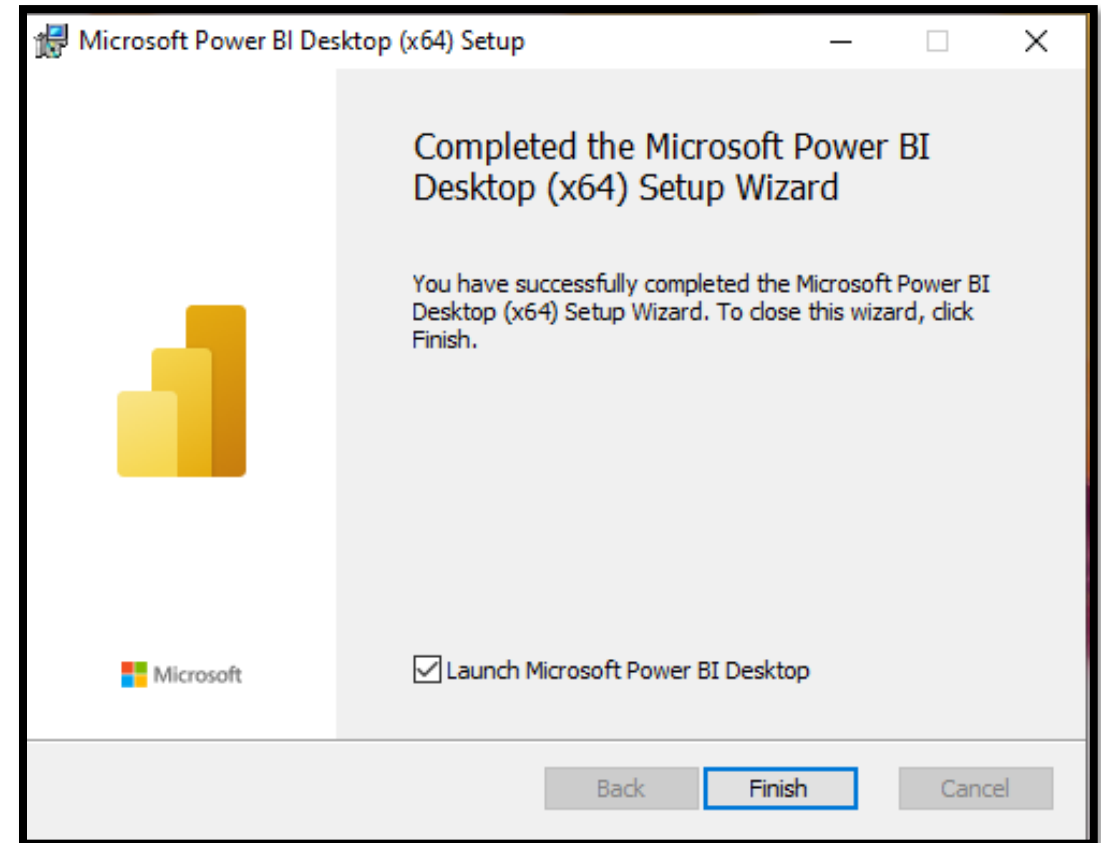 Microsoft Power BI Desktop (x64) Setup
Completed the Microsoft Power BI
Desktop (x64) Setup Wizard
You have successfully completed the Microsoft Power BI
Desktop (x64) Setup Wizard. To close this wizard, click
Finish.
Microsoft
Launch Microsoft Power BI Desktop
Back
Finish
Cancel